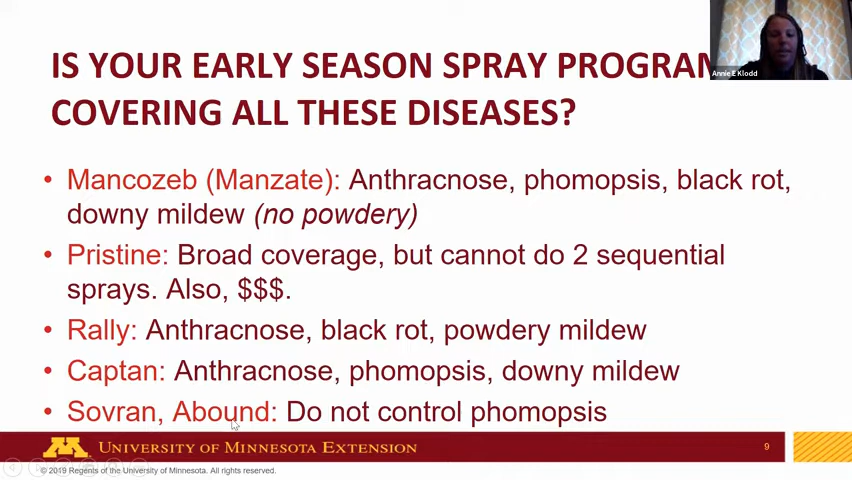 IS YOUR EARLY SEASON SPRAY PROGRAM
COVERING ALL THESE DISEASES?
Annie E Klodd
• Mancozeb (Manzate): Anthracnose, phomopsis, black rot,
downy mildew (no powdery)
• Pristine: Broad coverage, but cannot do 2 sequential
sprays. Also, $$$.
• Rally: Anthracnose, black rot, powdery mildew
• Captan: Anthracnose, phomopsis, downy mildew
• Sovran, Abound: Do not control phomopsis
M UNIVERSITY OF MINNESOTA EXTENSION
9
© 2019 Regents of the University of Minnesota. All rights reserved.